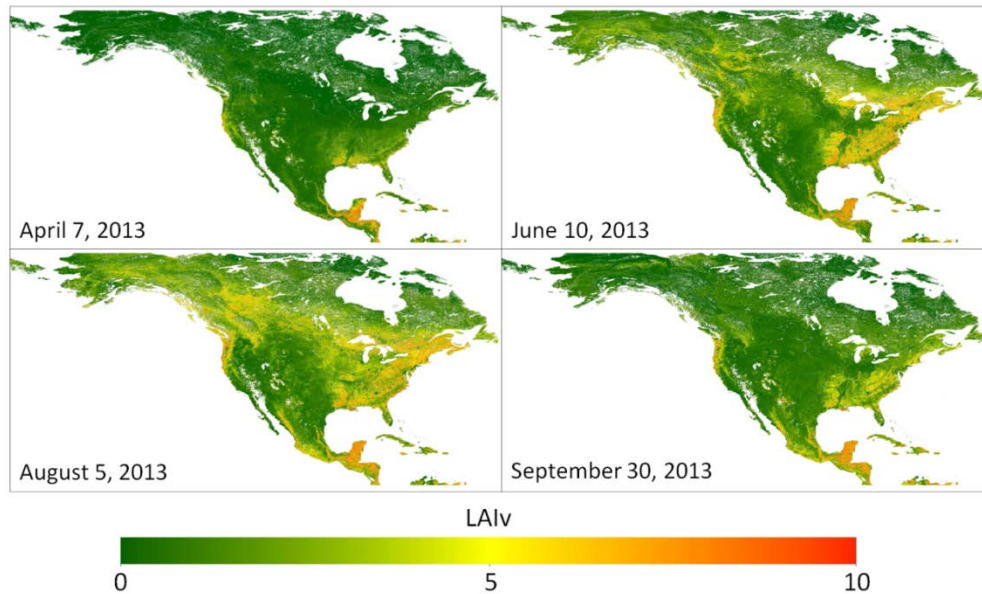 April 7, 2013
June 10, 2013
August 5, 2013
September 30, 2013
LAIv
0
5
10